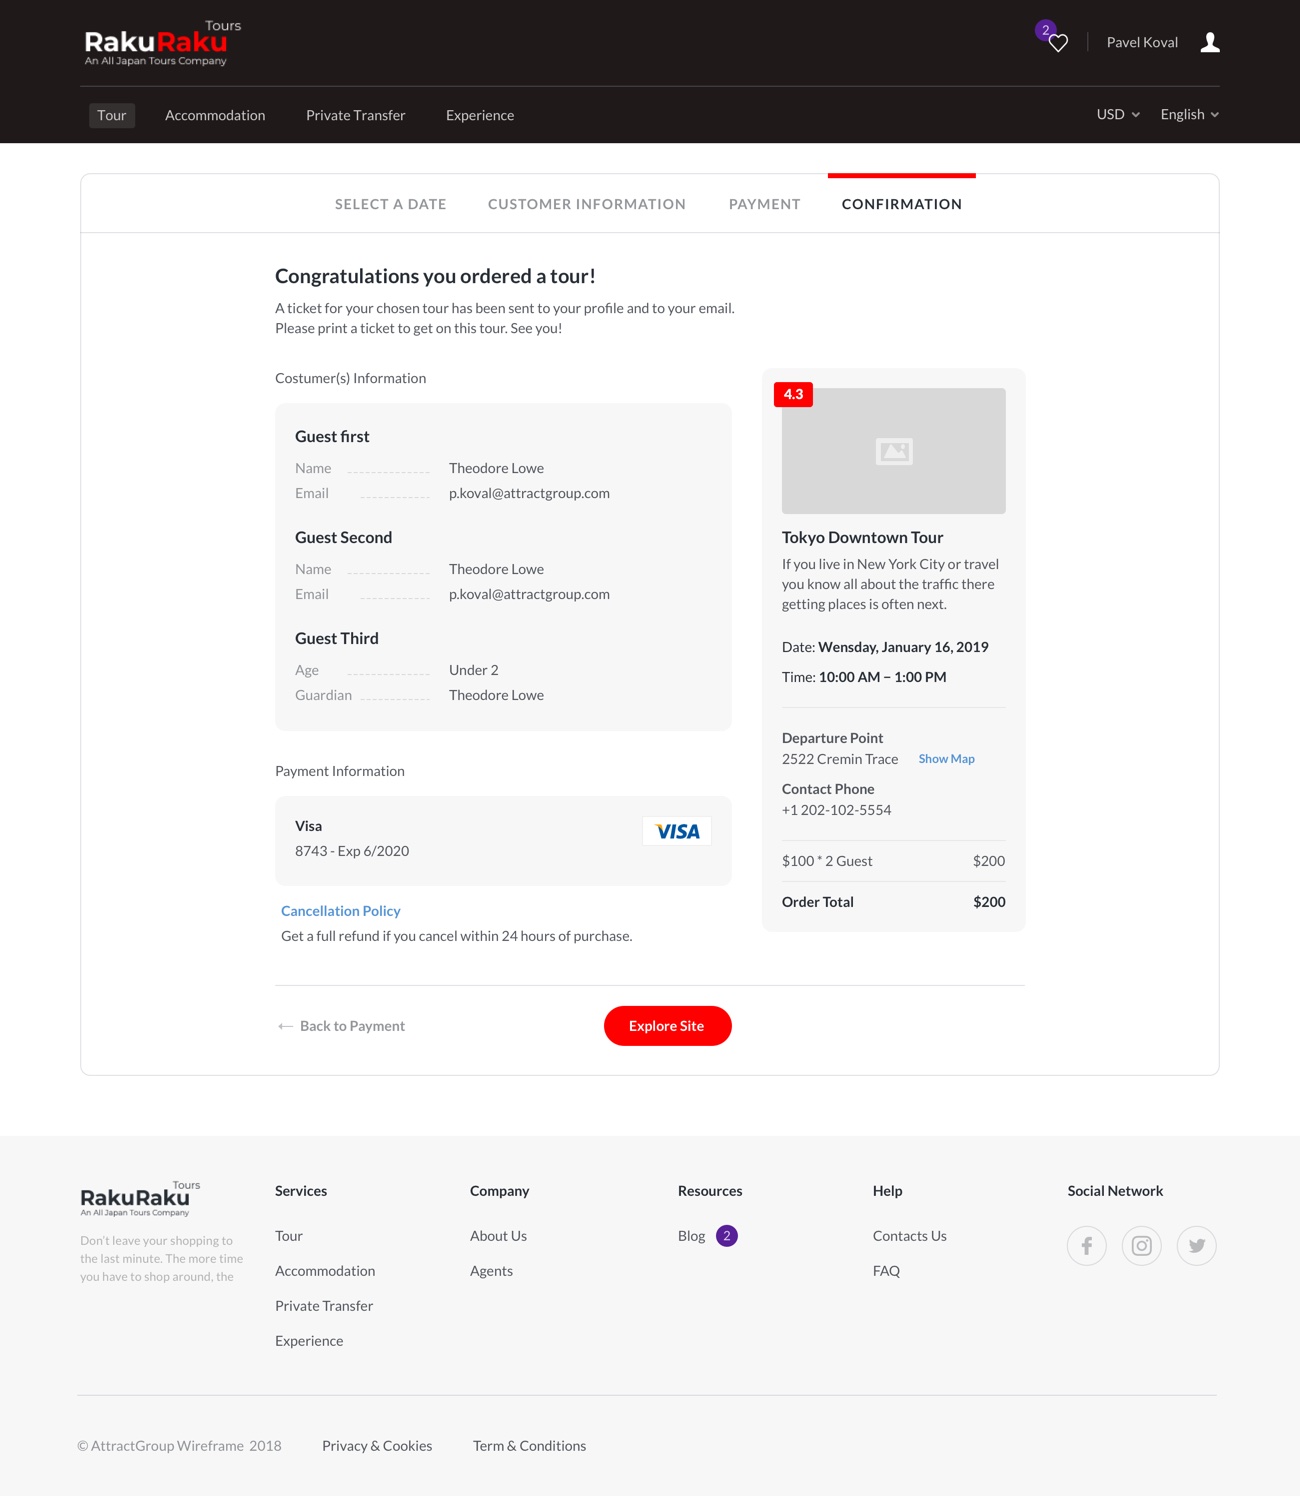 Tours
RakuRaku
An All Japan Tours Company
2
Pavel Koval
Tour
Accommodation
Private Transfer
Experience
USD
English
SELECT A DATE
CUSTOMER INFORMATION
PAYMENT
CONFIRMATION
Congratulations you ordered a tour!
A ticket for your chosen tour has been sent to your profile and to your email.
Please print a ticket to get on this tour. See you!
Costumer(s) Information
Guest first
Name Theodore Lowe
Email p.koval@attractgroup.com
Guest Second
Name Theodore Lowe
Email p.koval@attractgroup.com
Guest Third
Age Under 2
Guardian Theodore Lowe
Payment Information
Visa
VISA
8743 - Exp 6/2020
Cancellation Policy
Get a full refund if you cancel within 24 hours of purchase.
4.3
Tokyo Downtown Tour
If you live in New York City or travel
you know all about the traffic there
getting places is often next.
Date: Wensday, January 16, 2019
Time: 10:00 AM – 1:00 PM
Departure Point
2522 Cremin Trace Show Map
Contact Phone
+1 202-102-5554
$100 * 2 Guest $200
Order Total $200
← Back to Payment
Explore Site
Tours
RakuRaku
An All Japan Tours Company
Don't leave your shopping to
the last minute. The more time
you have to shop around, the
Services
Tour
Accommodation
Private Transfer
Experience
Company
About Us
Agents
Resources
Blog 2
Help
Contacts Us
FAQ
Social Network
© AttractGroup Wireframe 2018
Privacy & Cookies
Term & Conditions